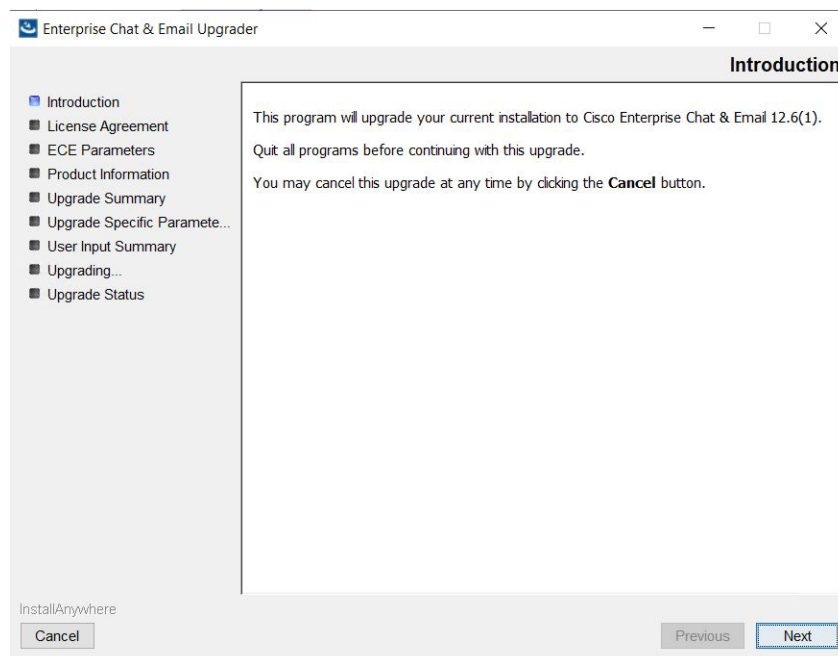 Enterprise Chat & Email Upgrader
Introduction
Introduction
License Agreement
ECE Parameters
Product Information
Upgrade Summary
Upgrade Specific Paramete...
User Input Summary
Upgrading...
Upgrade Status
This program will upgrade your current installation to Cisco Enterprise Chat & Email 12.6(1).
Quit all programs before continuing with this upgrade.
You may cancel this upgrade at any time by clicking the Cancel button.
InstallAnywhere
Cancel
Previous
Next